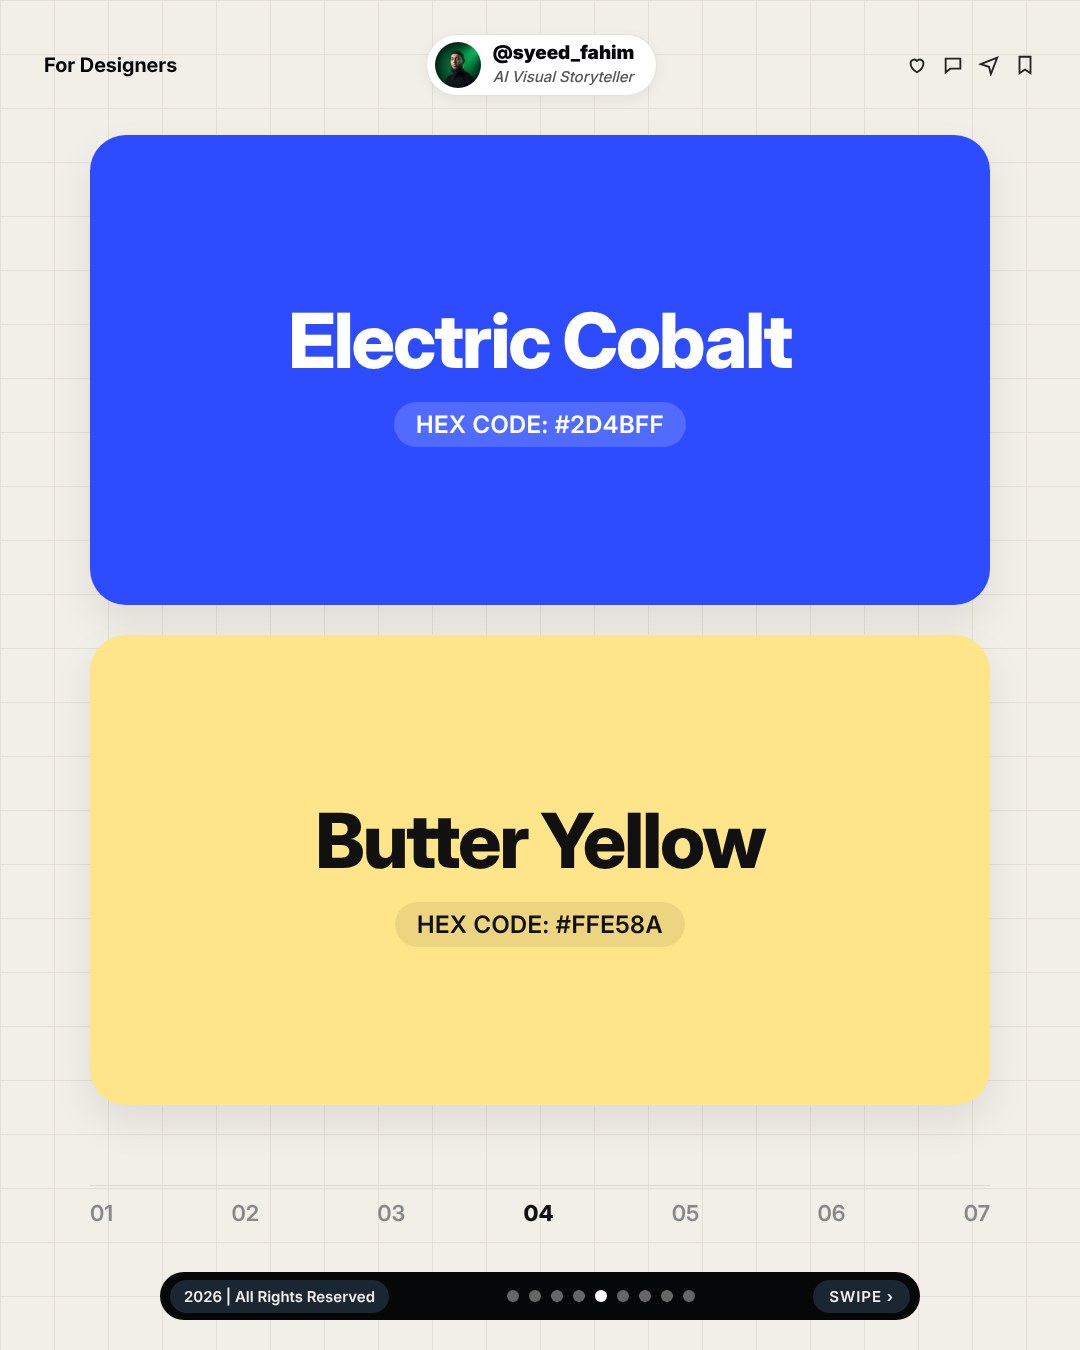 For Designers
@syeed_fahim
AI Visual Storyteller
Electric Cobalt
HEX CODE: #2D4BFF
Butter Yellow
HEX CODE: #FFE58A
01 02 03 04 05 06 07
2026 | All Rights Reserved
SWIPE ›